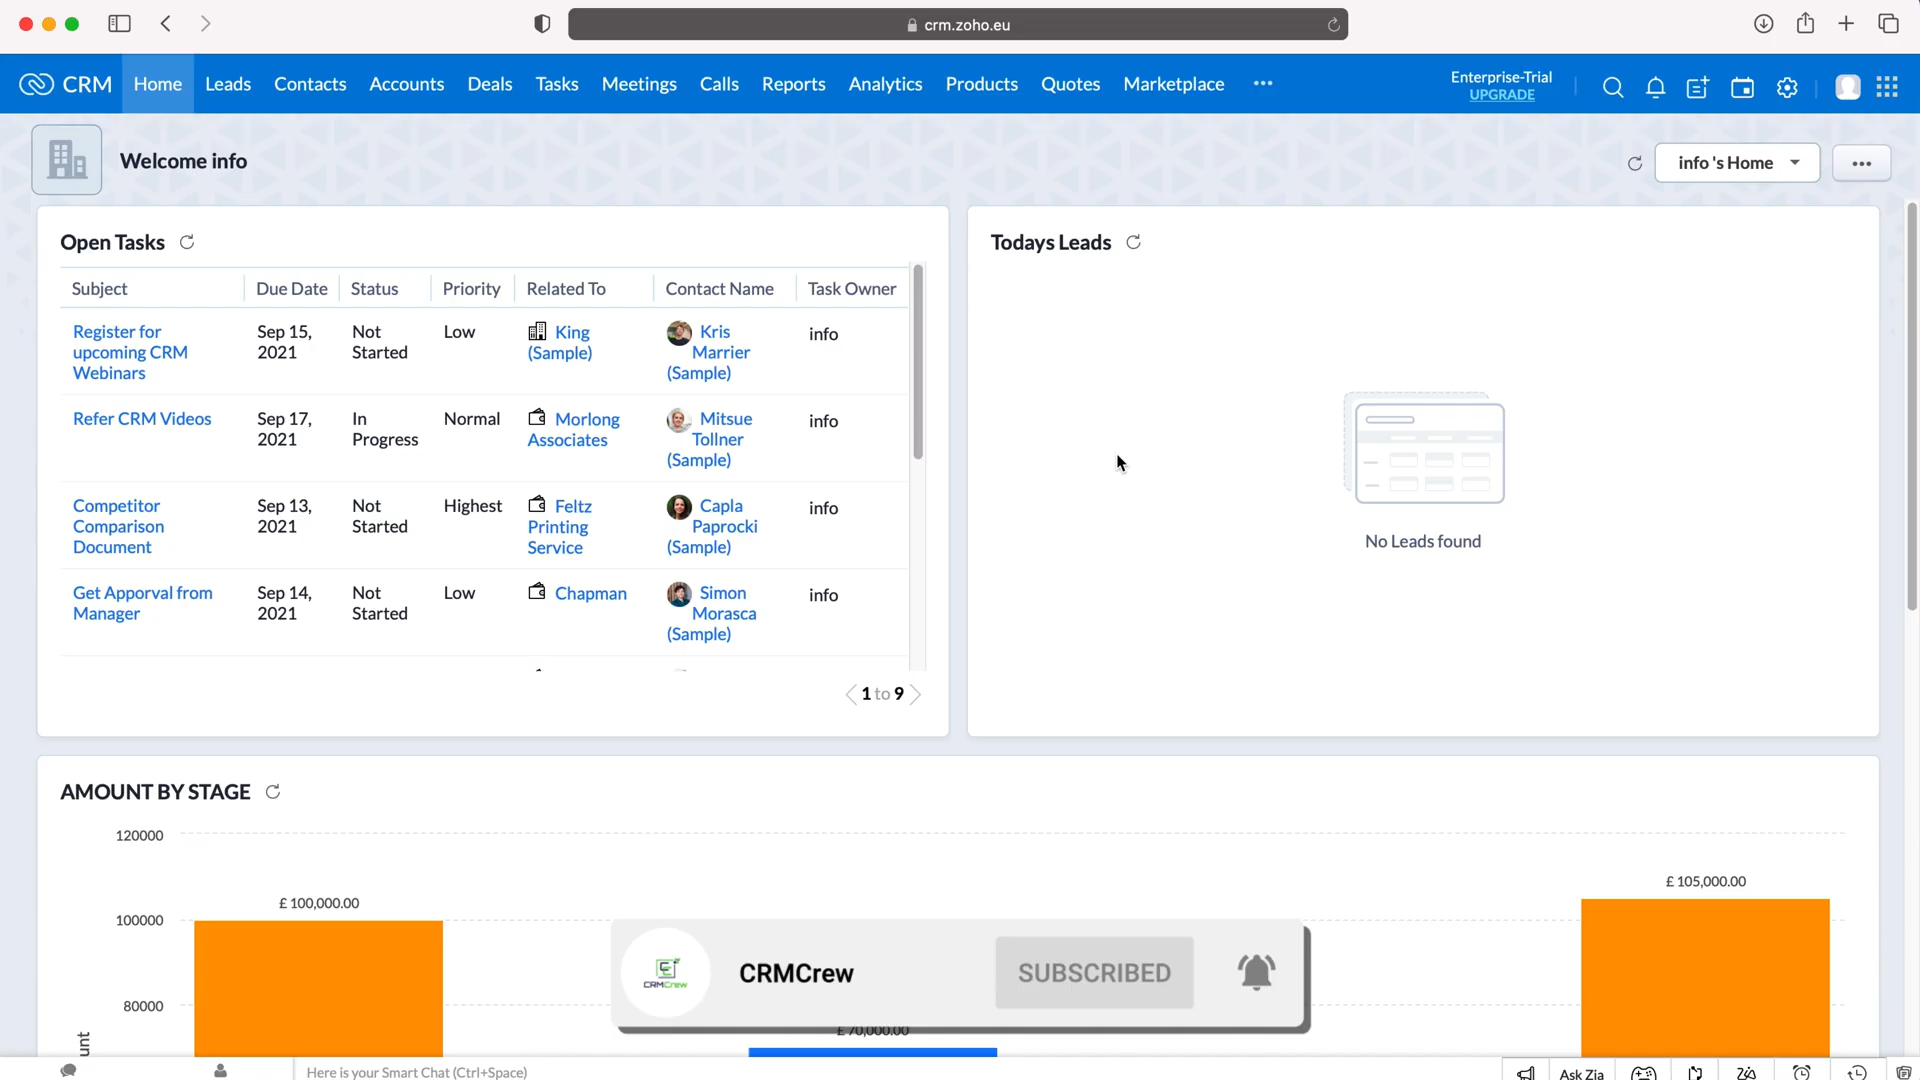 crm.zoho.eu
CRM Home Leads Contacts Accounts Deals Tasks Meetings Calls Reports Analytics Products Quotes Marketplace ••• Enterprise-Trial
UPGRADE
Welcome info
info 's Home
Open Tasks
Subject Due Date Status Priority Related To Contact Name Task Owner
Register for upcoming CRM Webinars Sep 15, 2021 Not Started Low King (Sample) Kris Marrier (Sample) info
Refer CRM Videos Sep 17, 2021 In Progress Normal Morlong Associates Mitsue Tollner (Sample) info
Competitor Comparison Document Sep 13, 2021 Not Started Highest Feltz Printing Service Capla Paprocki (Sample) info
Get Apporval from Manager Sep 14, 2021 Not Started Low Chapman Simon Morasca (Sample) info
1 to 9
Todays Leads
No Leads found
AMOUNT BY STAGE
120000
£ 105,000.00
£ 100,000.00
100000
80000
CRMCrew
CRMCrew SUBSCRIBED
£ 70,000.00
Here is your Smart Chat (Ctrl+Space)
Ask Zia